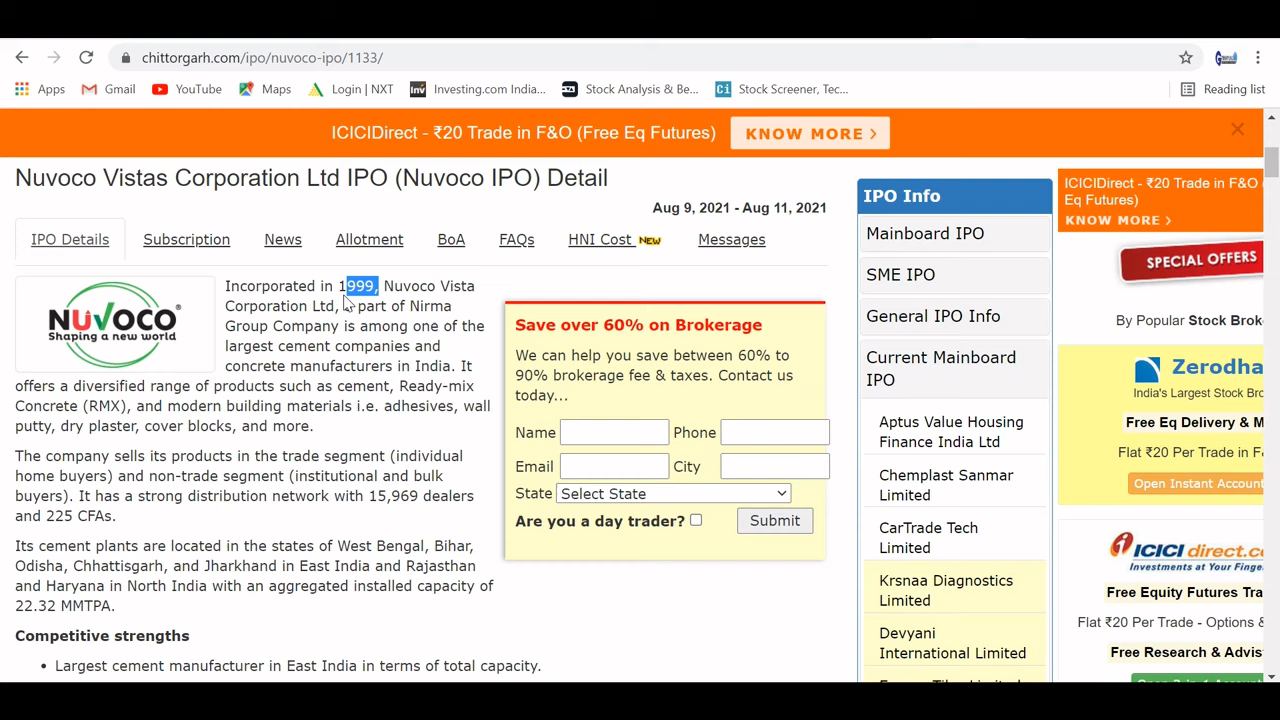 chittorgarh.com/ipo/nuvoco-ipo/1133/
Apps Gmail YouTube Maps Login | NXT Investing.com India... Stock Analysis & Be... Stock Screener, Tec... Reading list
ICICIDirect - ₹20 Trade in F&O (Free Eq Futures) KNOW MORE >
Nuvoco Vistas Corporation Ltd IPO (Nuvoco IPO) Detail
Aug 9, 2021 - Aug 11, 2021
IPO Details Subscription News Allotment BoA FAQs HNI Cost NEW Messages
NUVOCO
Shaping a new world
Incorporated in 1999, Nuvoco Vista
Corporation Ltd, part of Nirma
Group Company is among one of the
largest cement companies and
concrete manufacturers in India. It
offers a diversified range of products such as cement, Ready-mix
Concrete (RMX), and modern building materials i.e. adhesives, wall
putty, dry plaster, cover blocks, and more.
The company sells its products in the trade segment (individual
home buyers) and non-trade segment (institutional and bulk
buyers). It has a strong distribution network with 15,969 dealers
and 225 CFAs.
Its cement plants are located in the states of West Bengal, Bihar,
Odisha, Chhattisgarh, and Jharkhand in East India and Rajasthan
and Haryana in North India with an aggregated installed capacity of
22.32 MMTPA.
Competitive strengths
• Largest cement manufacturer in East India in terms of total capacity.
Save over 60% on Brokerage
We can help you save between 60% to
90% brokerage fee & taxes. Contact us
today...
Name Phone
Email City
State Select State
Are you a day trader? Submit
IPO Info
Mainboard IPO
SME IPO
General IPO Info
Current Mainboard
IPO
Aptus Value Housing
Finance India Ltd
Chemplast Sanmar
Limited
CarTrade Tech
Limited
Krsnaa Diagnostics
Limited
Devyani
International Limited
ICICIDirect - ₹20 Trade in F&O
Eq Futures)
KNOW MORE >
SPECIAL OFFERS
By Popular Stock Brok
Zerodha
India's Largest Stock Bro
Free Eq Delivery & M
Flat ₹20 Per Trade in F
Open Instant Account
ICICI direct.co
Investments at Your Finger
Free Equity Futures Tra
Flat ₹20 Per Trade - Options &
Free Research & Advis